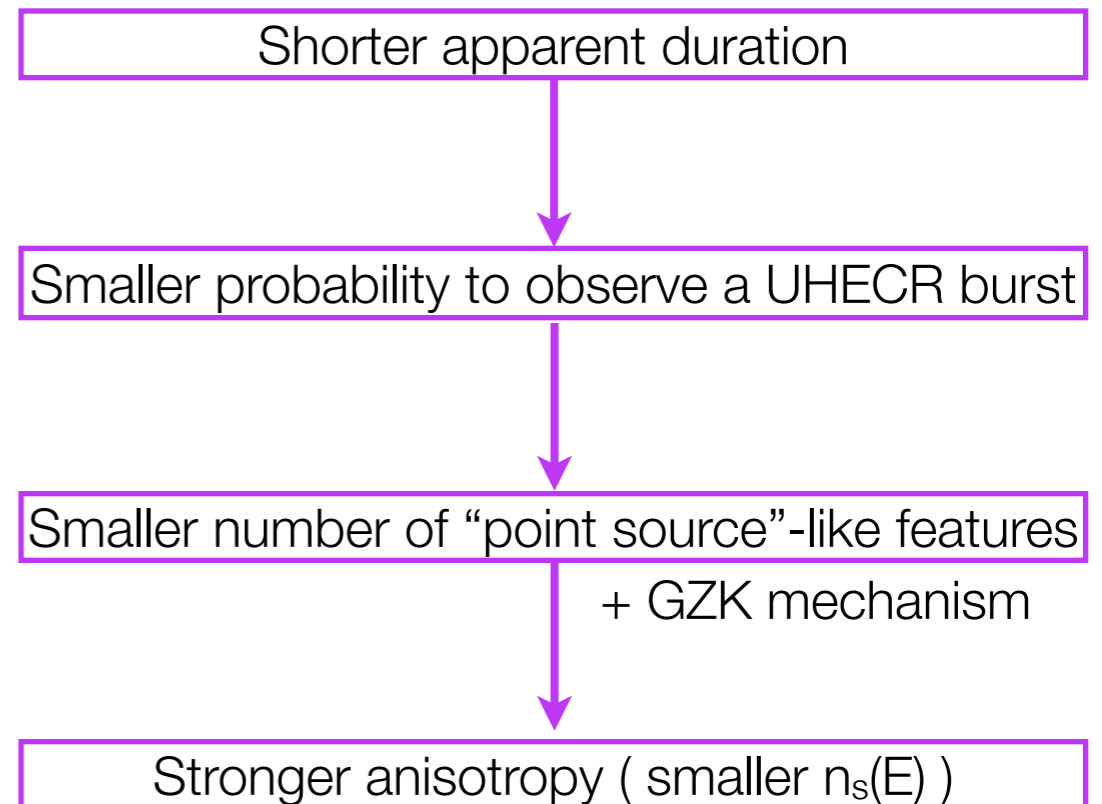 Shorter apparent duration
Smaller probability to observe a UHECR burst
Smaller number of “point source”-like features
+ GZK mechanism
Stronger anisotropy ( smaller nₛ(E) )